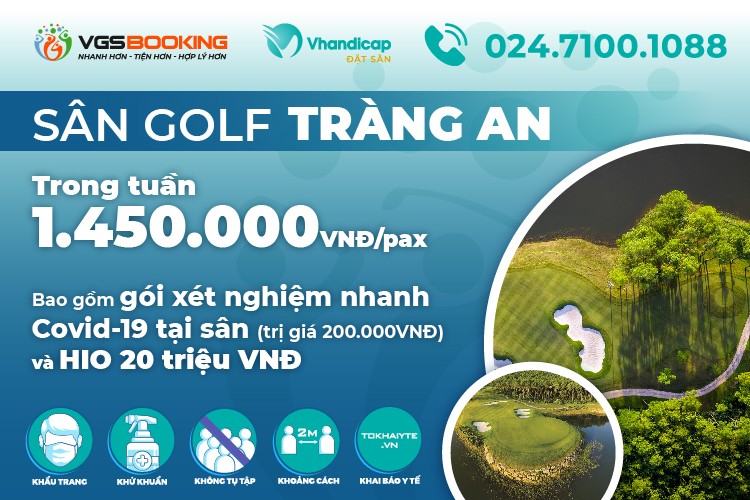 VGSBOOKING
NHANH HƠN - TIỆN HƠN - HỢP LÝ HƠN
Vhandicap
ĐẶT SÂN
024.7100.1088
SÂN GOLF TRÀNG AN
Trong tuần
1.450.000VNĐ/pax
Bao gồm gói xét nghiệm nhanh
Covid-19 tại sân (trị giá 200.000VNĐ)
và HIO 20 triệu VNĐ
2M
TOKHAIYTE
.VN
KHẨU TRANG
KHỬ KHUẨN
KHÔNG TỤ TẬP
KHOẢNG CÁCH
KHAI BÁO Y TẾ